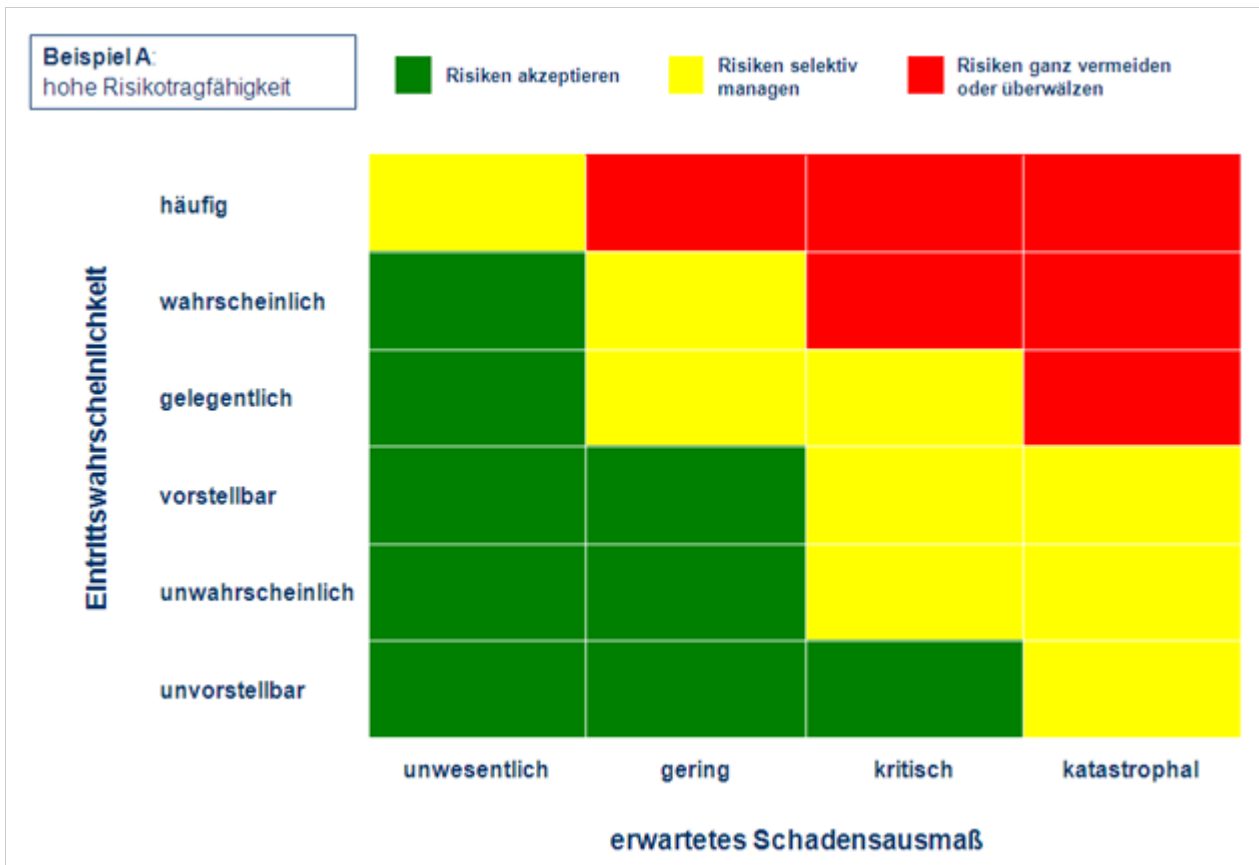 Beispiel A:
hohe Risikotragfähigkeit
Risiken akzeptieren
Risiken selektiv
managen
Risiken ganz vermeiden
oder überwälzen
Eintrittswahrscheinlichkeit
häufig
wahrscheinlich
gelegentlich
vorstellbar
unwahrscheinlich
unvorstellbar
unwesentlich
gering
kritisch
katastrophal
erwartetes Schadensausmaß